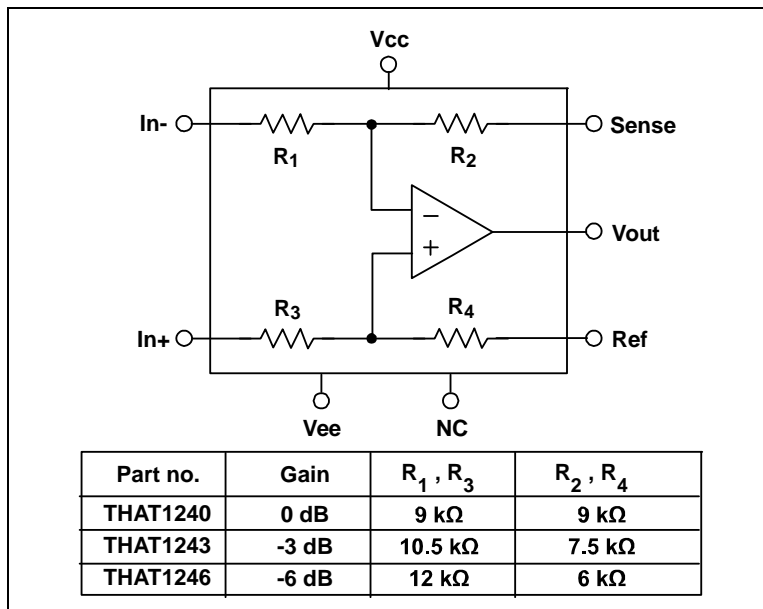 Vcc
In- Sense
R1 R2
−
Vout
+
R3 R4
In+ Ref
Vee NC
Part no. Gain R1 , R3 R2 , R4
THAT1240 0 dB 9 kΩ 9 kΩ
THAT1243 -3 dB 10.5 kΩ 7.5 kΩ
THAT1246 -6 dB 12 kΩ 6 kΩ